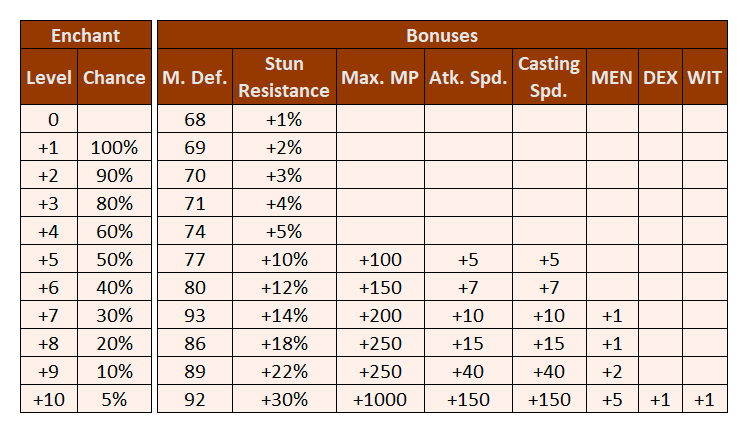 Enchant Bonuses
Level Chance M. Def. Stun Resistance Max. MP Atk. Spd. Casting Spd. MEN DEX WIT
0 68 +1%
+1 100% 69 +2%
+2 90% 70 +3%
+3 80% 71 +4%
+4 60% 74 +5%
+5 50% 77 +10% +100 +5 +5
+6 40% 80 +12% +150 +7 +7
+7 30% 93 +14% +200 +10 +10 +1
+8 20% 86 +18% +250 +15 +15 +1
+9 10% 89 +22% +250 +40 +40 +2
+10 5% 92 +30% +1000 +150 +150 +5 +1 +1